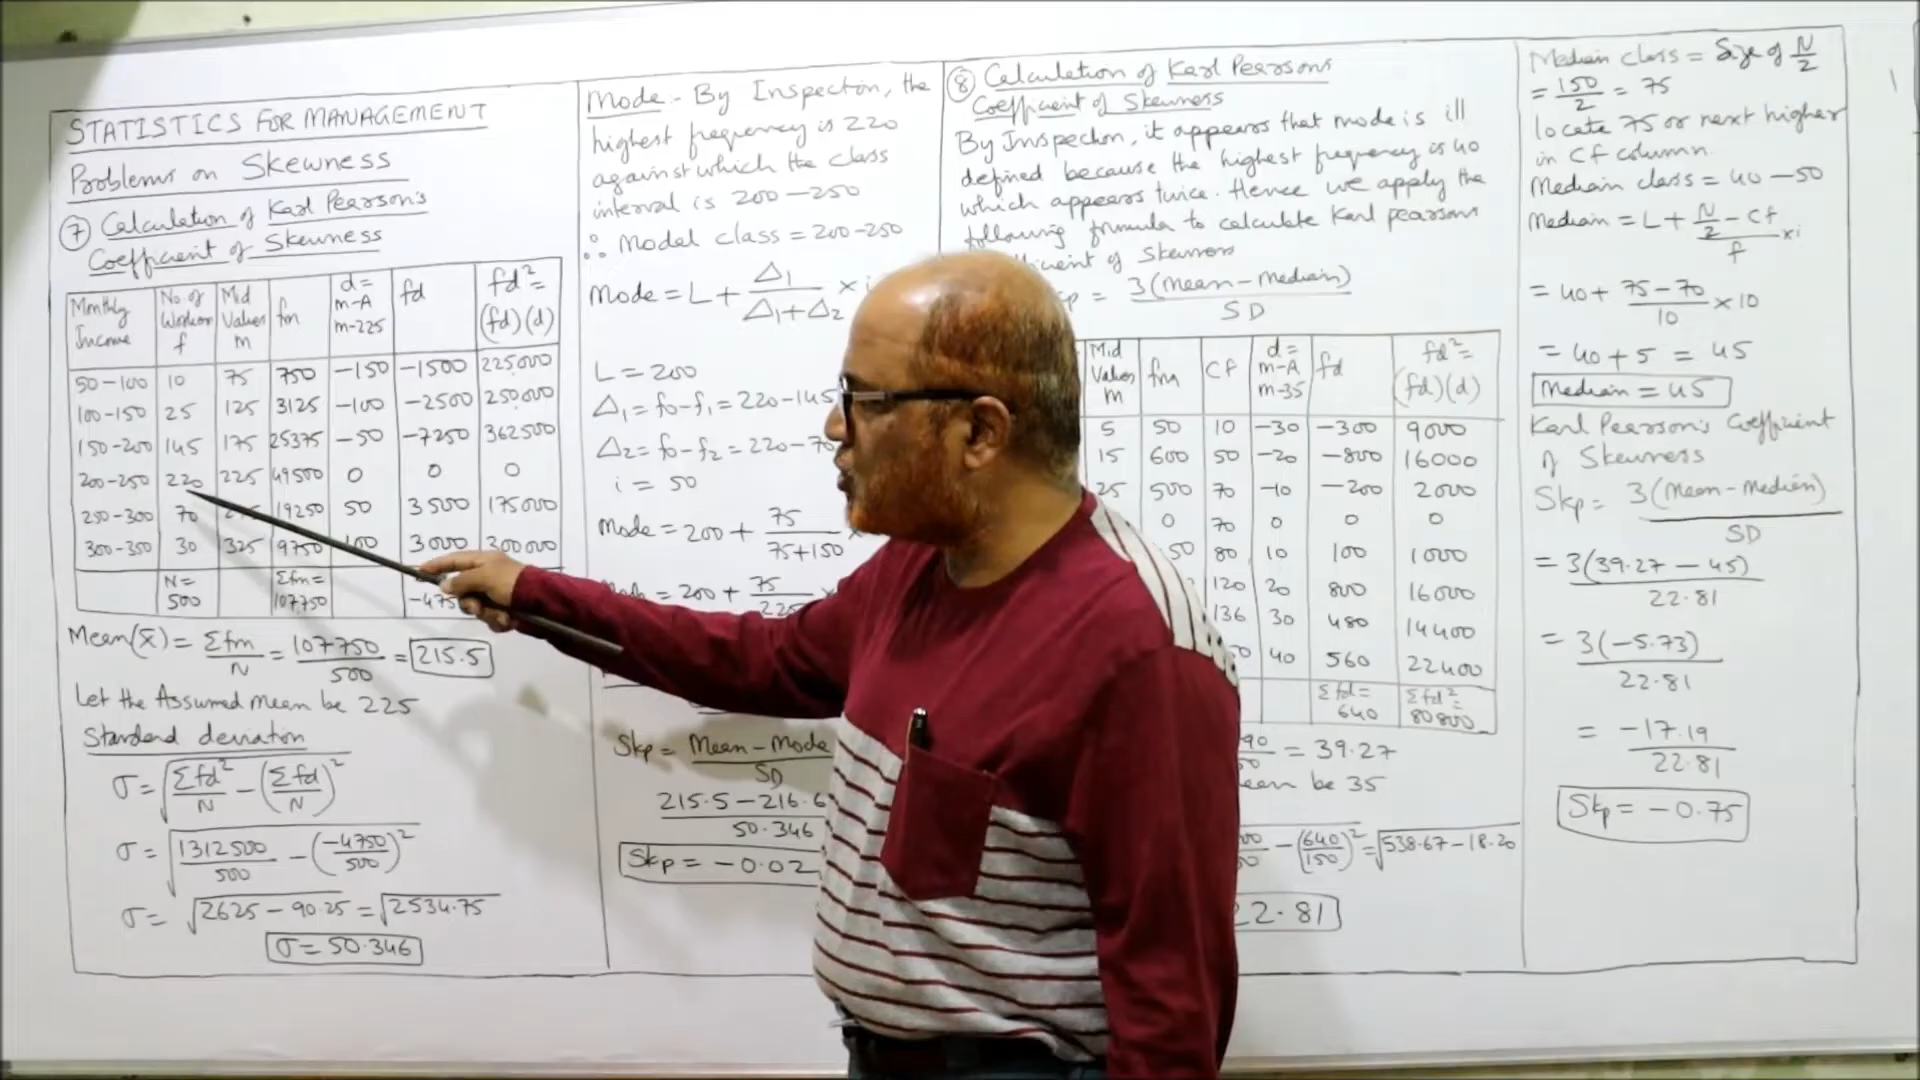 STATISTICS FOR MANAGEMENT
Problems on Skewness
⑦ Calculation of Karl Pearson's
Coefficient of Skewness
Monthly Income | No. of Workers f | Mid Values m | fm | d= m-A m-225 | fd | fd²= (fd)(d)
50-100 10 75 750 -150 -1500 225000
100-150 25 125 3125 -100 -2500 250000
150-200 145 175 25375 -50 -7250 362500
200-250 220 225 49500 0 0 0
250-300 70 19250 50 3500 175000
300-350 30 325 9750 100 3000 300000
N= 500 Σfm= 107750
Mean(x̄) = Σfm/N = 107750/500 = 215.5
Let the Assumed mean be 225
Standard deviation
σ = √Σfd²/N - (Σfd/N)²
σ = √1312500/500 - (-4750/500)²
σ = √2625-90.25 = √2534.75
σ = 50.346
Mode:- By Inspection, the
highest frequency is 220
against which the class
interval is 200-250
∴ Modal class = 200-250
Mode = L + Δ₁/Δ₁+Δ₂ × i
L = 200
Δ₁ = f0-f1 = 220-145
Δ₂ = f0-f2 = 220-70
i = 50
Mode = 200 + 75/75+150 ×
= 200 + 75/225
Skp = Mean-Mode/SD
215.5-216.6/50.346
Skp = -0.02
⑧ Calculation of Karl Pearsons
Coefficient of Skewness
By Inspection, it appears that mode is ill
defined because the highest frequency is 40
which appears twice. Hence we apply the
following formula to calculate Karl pearsons
of Skewness
= 3(Mean-Median)/SD
Mid Values m | fm | Cf | d= m-A m-35 | fd | fd²= (fd)(d)
5 50 10 -30 -300 9000
15 600 50 -20 -800 16000
25 500 70 -10 -200 2000
0 70 0 0 0
80 10 100 1000
120 20 800 16000
136 30 480 14400
40 560 22400
Σfd= 640 Σfd²= 80800
= 39.27
be 35
- (640/150)² = √538.67-18.20
22.81
Median class = Size of N/2
= 150/2 = 75
locate 75 or next higher
in Cf column.
Median class = 40-50
Median = L + N/2 - Cf/f × i
= 40 + 75-70/10 × 10
= 40+5 = 45
Median = 45
Karl Pearson's Coefficient
of Skewness
Skp = 3(Mean-Median)/SD
= 3(39.27-45)/22.81
= 3(-5.73)/22.81
= -17.19/22.81
Skp = -0.75